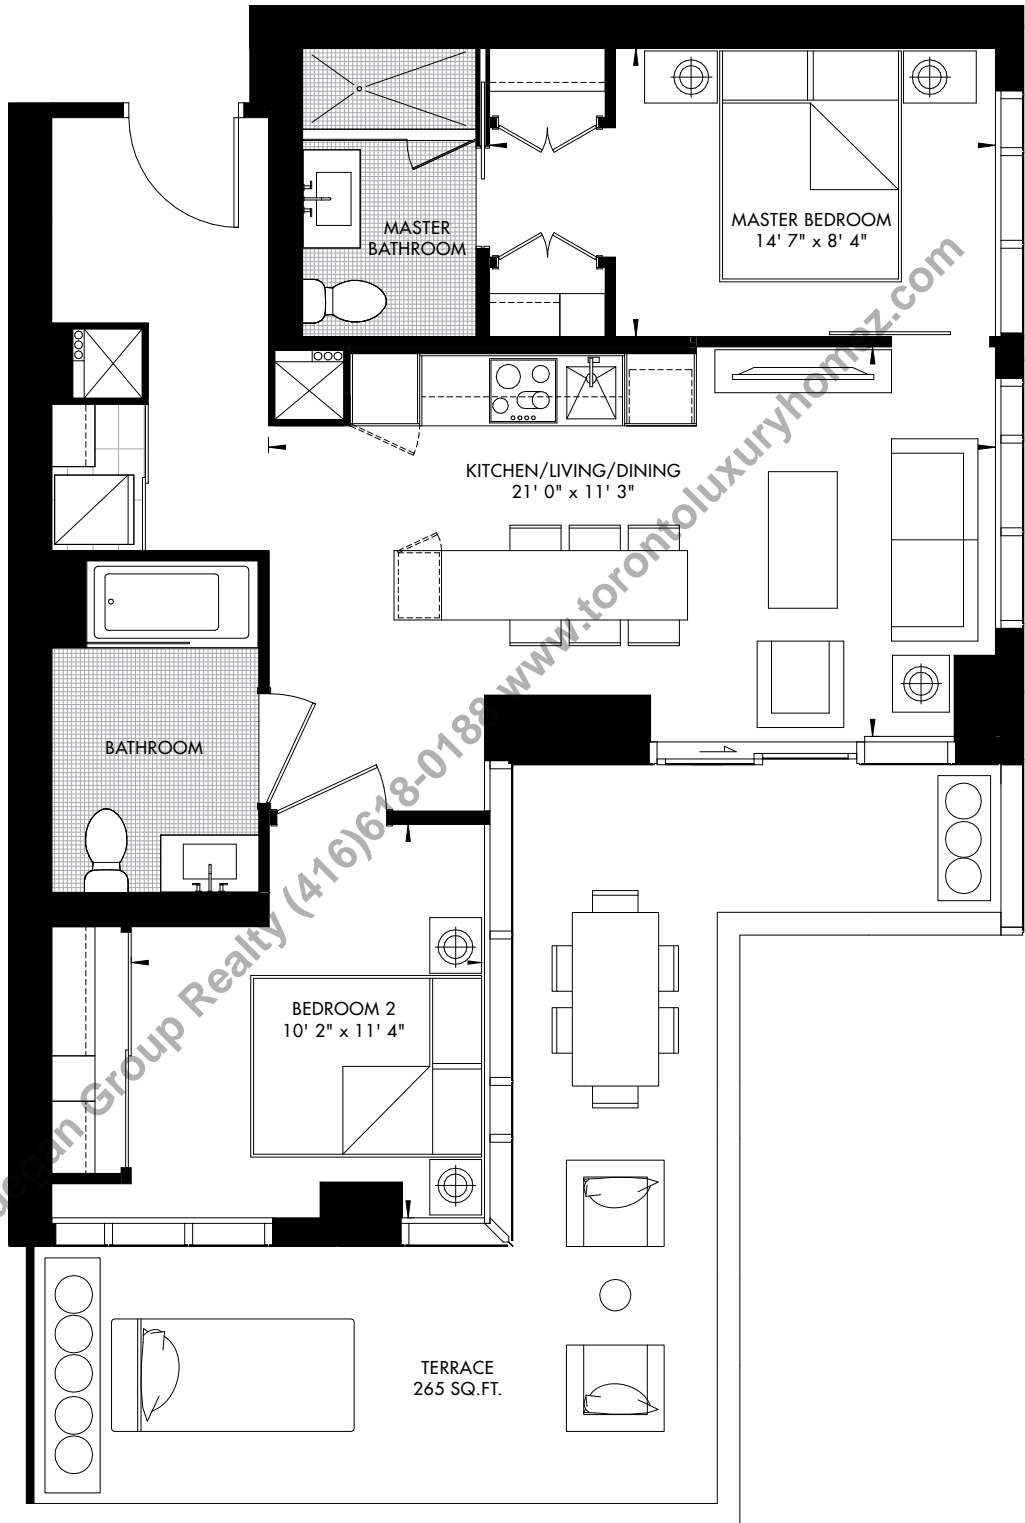 MASTER
BATHROOM
MASTER BEDROOM
14' 7" x 8' 4"
KITCHEN/LIVING/DINING
21' 0" x 11' 3"
BATHROOM
BEDROOM 2
10' 2" x 11' 4"
TERRACE
265 SQ.FT.
Group Realty (416)618-0188 www.torontoluxuryhomez.com